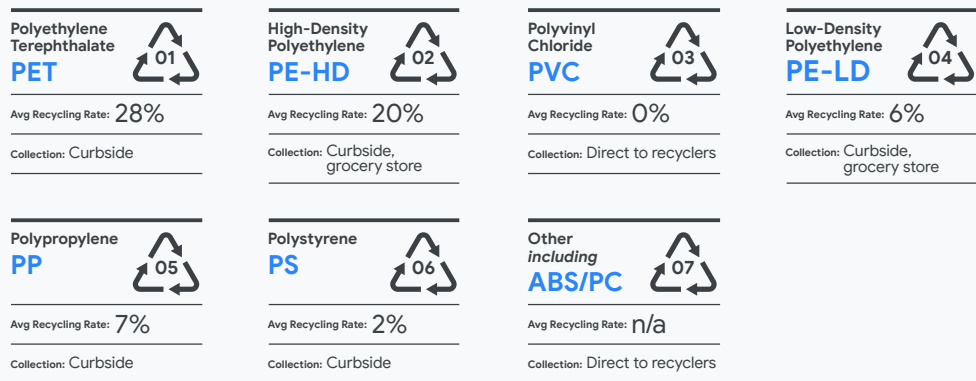 Polyethylene
Terephthalate
PET
01
Avg Recycling Rate: 28%
Collection: Curbside
High-Density
Polyethylene
PE-HD
02
Avg Recycling Rate: 20%
Collection: Curbside,
grocery store
Polyvinyl
Chloride
PVC
03
Avg Recycling Rate: 0%
Collection: Direct to recyclers
Low-Density
Polyethylene
PE-LD
04
Avg Recycling Rate: 6%
Collection: Curbside,
grocery store
Polypropylene
PP
05
Avg Recycling Rate: 7%
Collection: Curbside
Polystyrene
PS
06
Avg Recycling Rate: 2%
Collection: Curbside
Other
including
ABS/PC
07
Avg Recycling Rate: n/a
Collection: Direct to recyclers